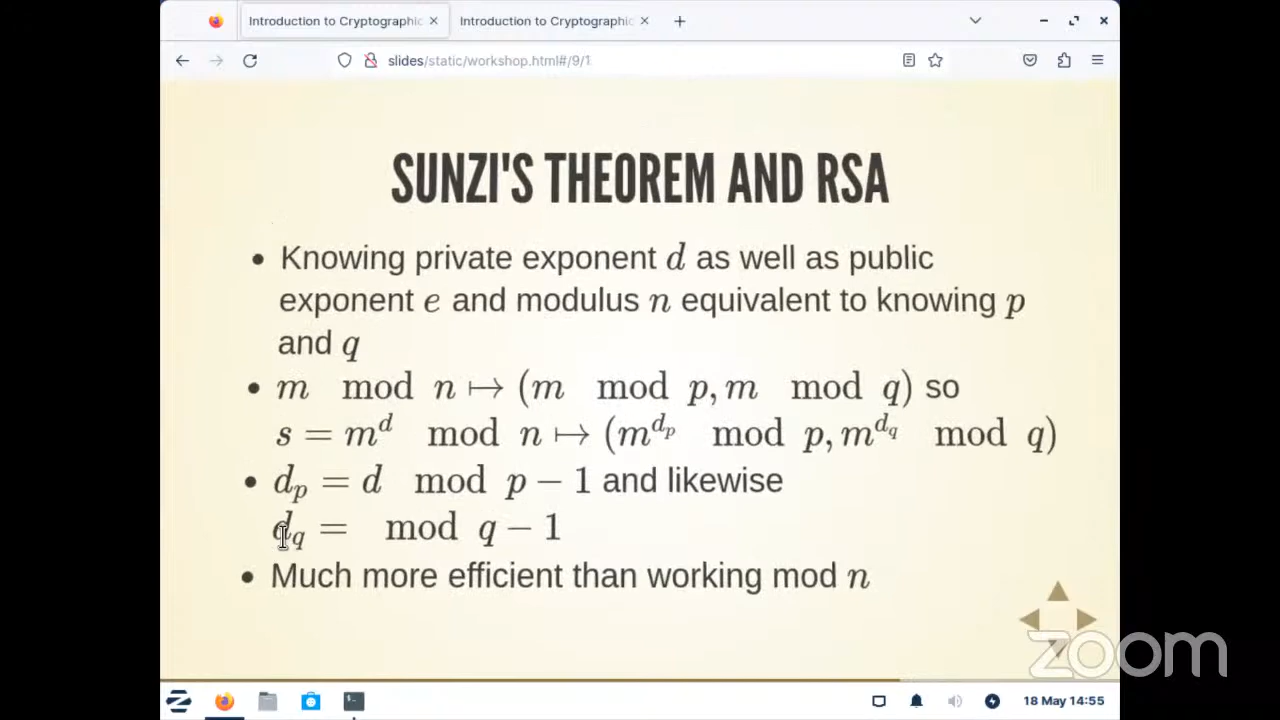 Introduction to Cryptographic
Introduction to Cryptographic
slides/static/workshop.html#/9/1
SUNZI'S THEOREM AND RSA
• Knowing private exponent d as well as public
exponent e and modulus n equivalent to knowing p
and q
• m mod n ↦ (m mod p, m mod q) so
s = m^d mod n ↦ (m^{d_p} mod p, m^{d_q} mod q)
• d_p = d mod p − 1 and likewise
d_q = mod q − 1
• Much more efficient than working mod n
zoom
18 May 14:55